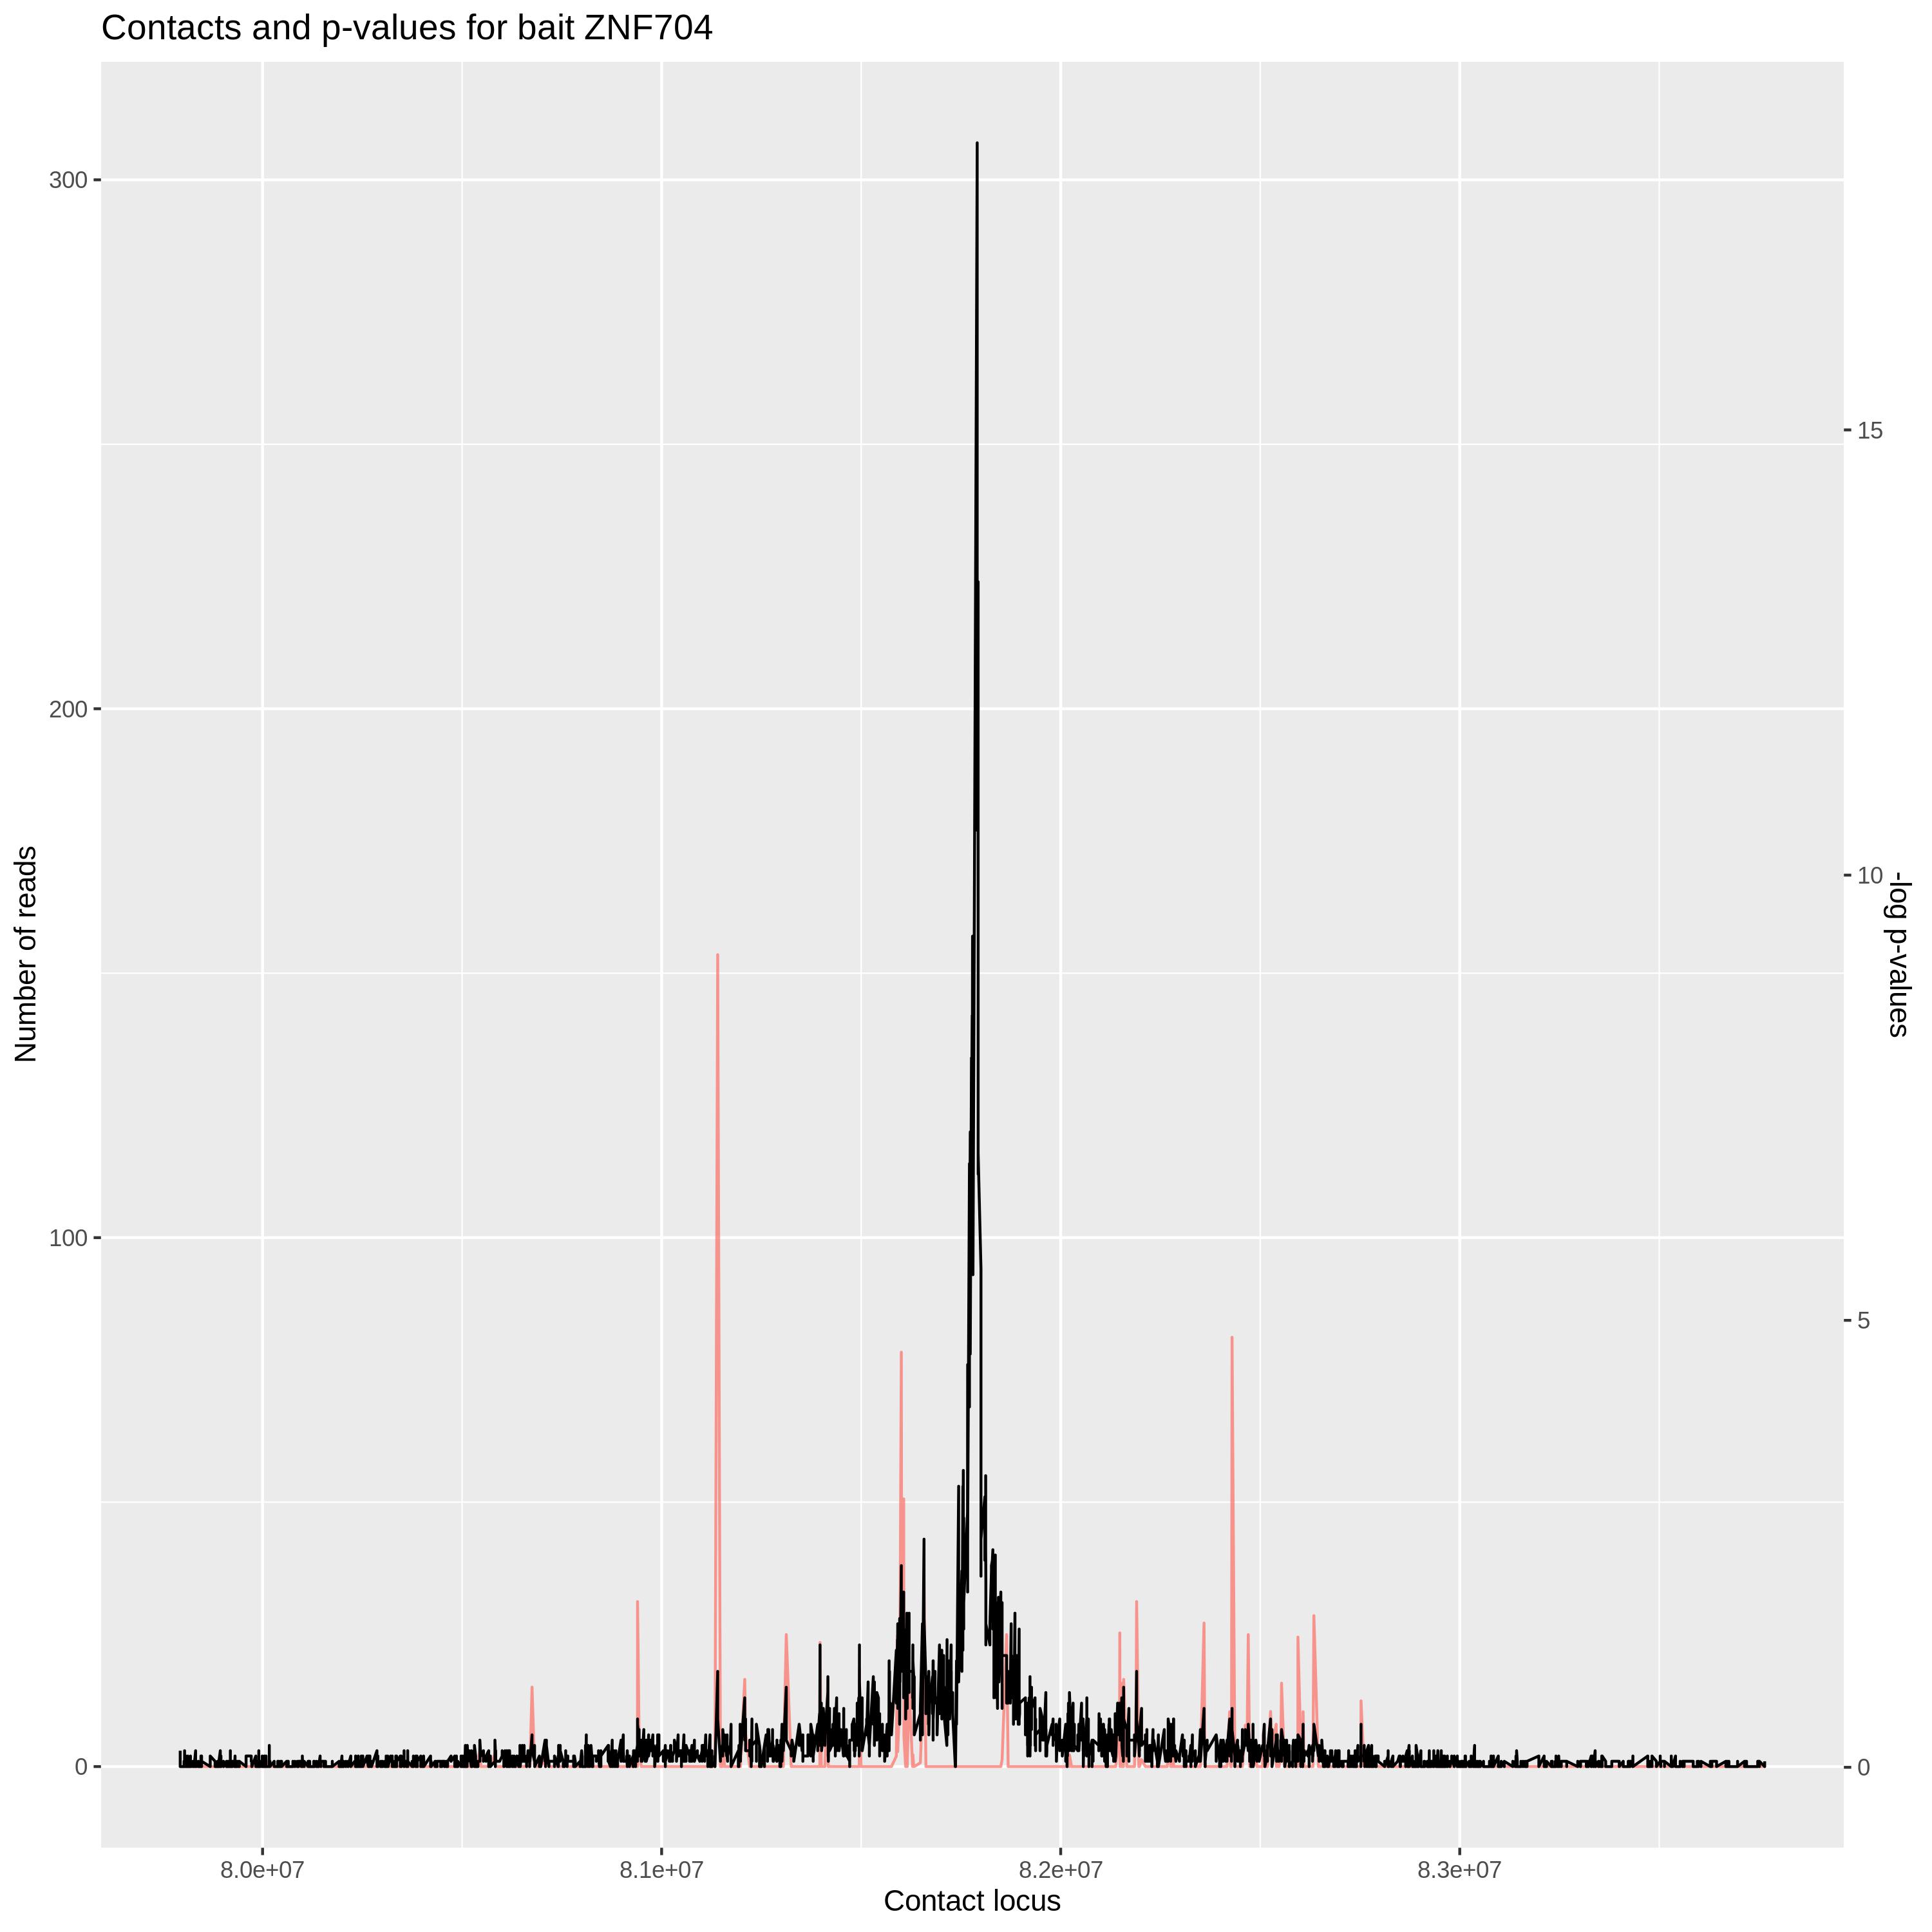 Contacts and p-values for bait ZNF704
300
200
100
0
Number of reads
15
10
5
0
-log p-values
8.0e+07
8.1e+07
8.2e+07
8.3e+07
Contact locus